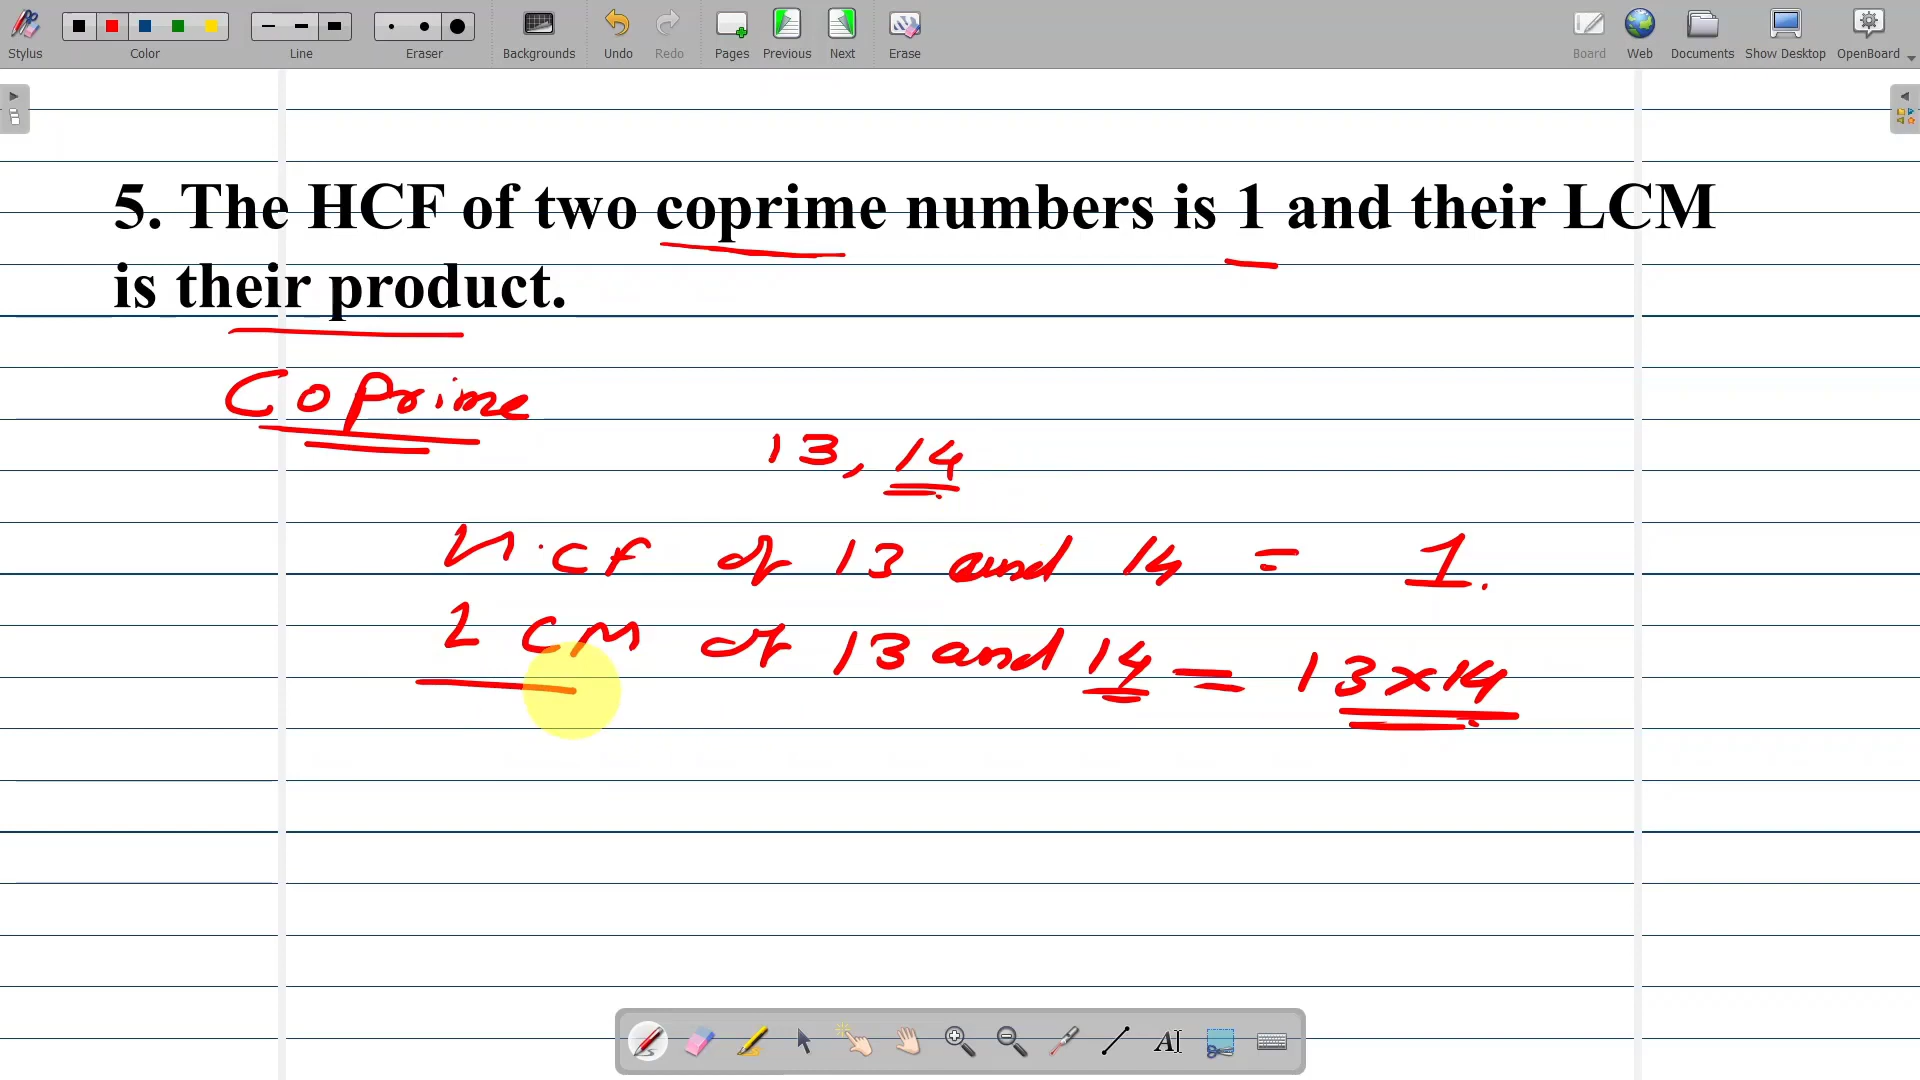 Stylus Color Line Eraser Backgrounds Undo Redo Pages Previous Next Erase Board Web Documents Show Desktop OpenBoard
5. The HCF of two coprime numbers is 1 and their LCM
is their product.
Coprime
13, 14
H.CF of 13 and 14 = 1.
LCM of 13 and 14 = 13x14